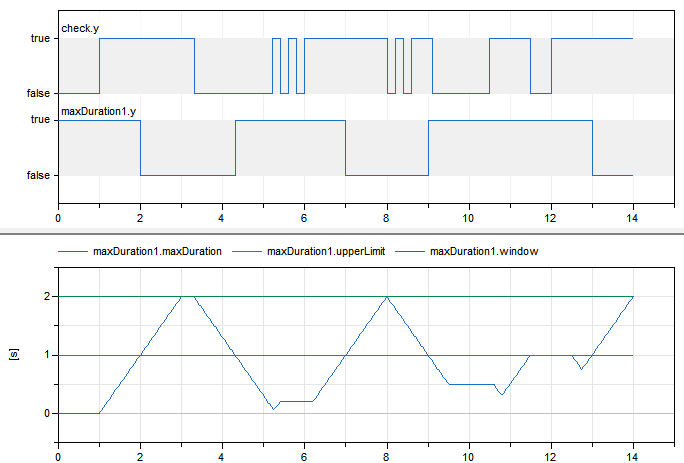 check.y
true
false
maxDuration1.y
true
false
0 2 4 6 8 10 12 14
maxDuration1.maxDuration maxDuration1.upperLimit maxDuration1.window
2
1
[s]
0
0 2 4 6 8 10 12 14